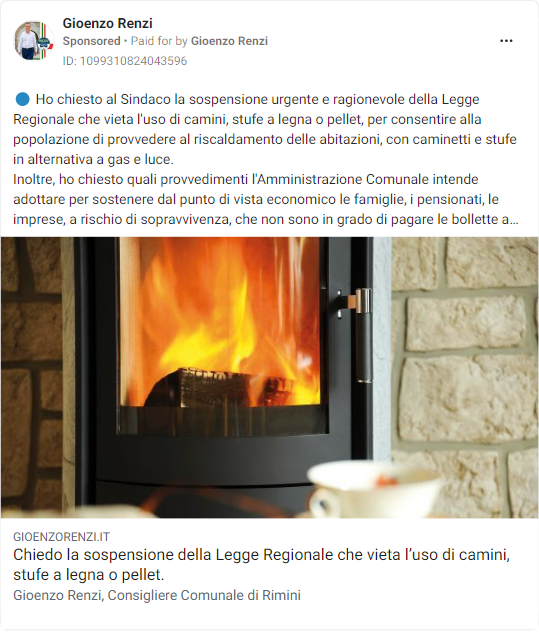 Gioenzo Renzi
Sponsored • Paid for by Gioenzo Renzi
ID: 1099310824043596
Ho chiesto al Sindaco la sospensione urgente e ragionevole della Legge
Regionale che vieta l'uso di camini, stufe a legna o pellet, per consentire alla
popolazione di provvedere al riscaldamento delle abitazioni, con caminetti e stufe
in alternativa a gas e luce.
Inoltre, ho chiesto quali provvedimenti l'Amministrazione Comunale intende
adottare per sostenere dal punto di vista economico le famiglie, i pensionati, le
imprese, a rischio di sopravvivenza, che non sono in grado di pagare le bollette a...
GIOENZORENZI.IT
Chiedo la sospensione della Legge Regionale che vieta l’uso di camini,
stufe a legna o pellet.
Gioenzo Renzi, Consigliere Comunale di Rimini